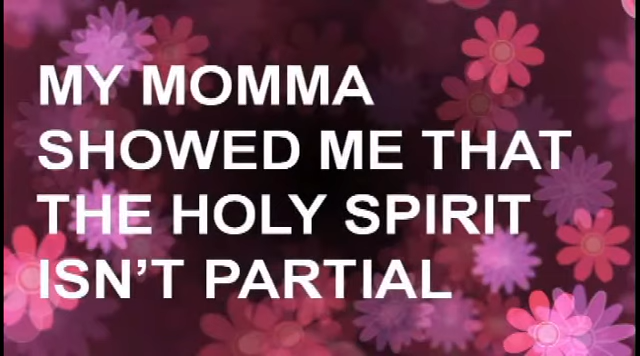 MY MOMMA
SHOWED ME THAT
THE HOLY SPIRIT
ISN’T PARTIAL